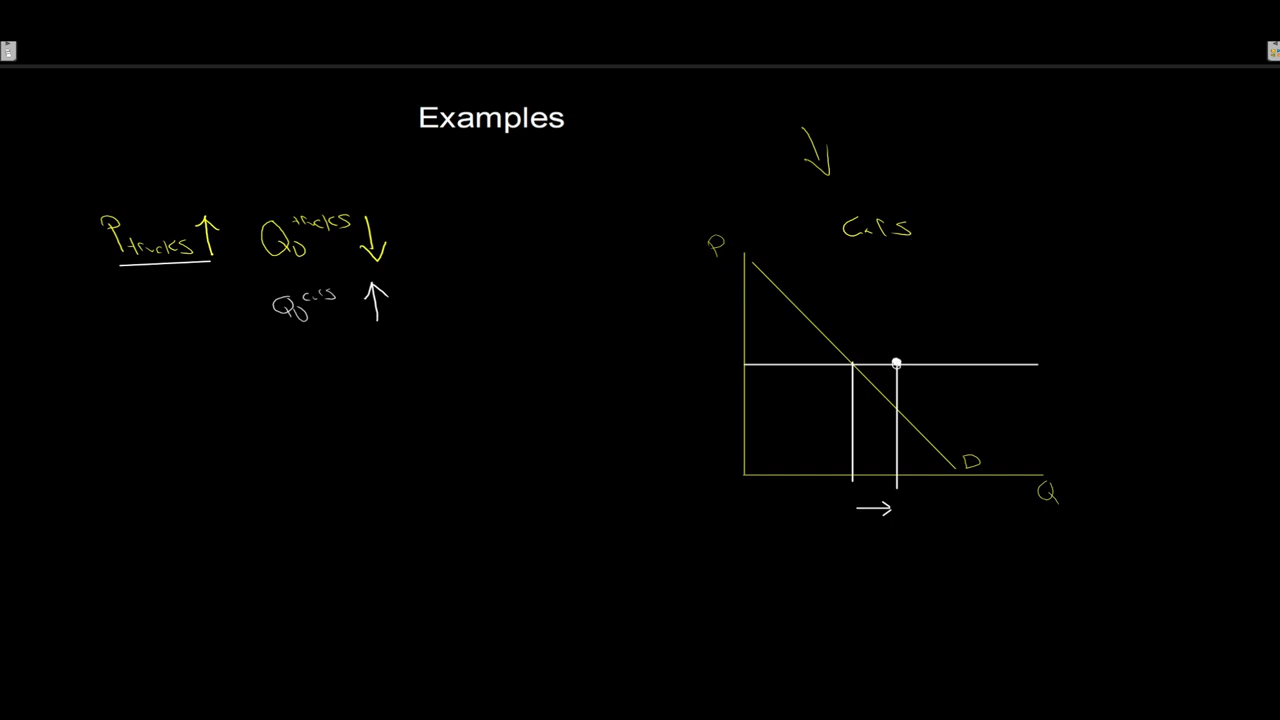 Examples
P trucks ↑ Q D trucks ↓
Q D cars ↑
cars
P
D
Q